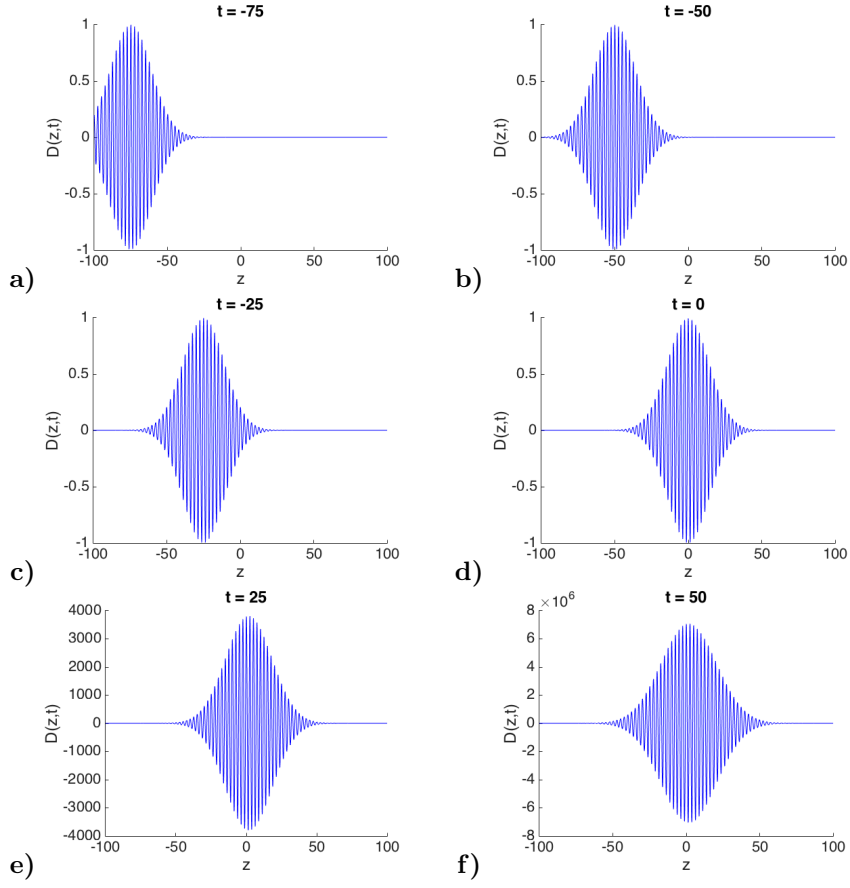 t = -75
1
0.5
0
-0.5
-1
D(z,t)
-100 -50 0 50 100
z
a)
t = -50
1
0.5
0
-0.5
-1
D(z,t)
-100 -50 0 50 100
z
b)
t = -25
1
0.5
0
-0.5
-1
D(z,t)
-100 -50 0 50 100
z
c)
t = 0
1
0.5
0
-0.5
-1
D(z,t)
-100 -50 0 50 100
z
d)
t = 25
4000
3000
2000
1000
0
-1000
-2000
-3000
-4000
D(z,t)
-100 -50 0 50 100
z
e)
×10⁶
t = 50
8
6
4
2
0
-2
-4
-6
-8
D(z,t)
-100 -50 0 50 100
z
f)